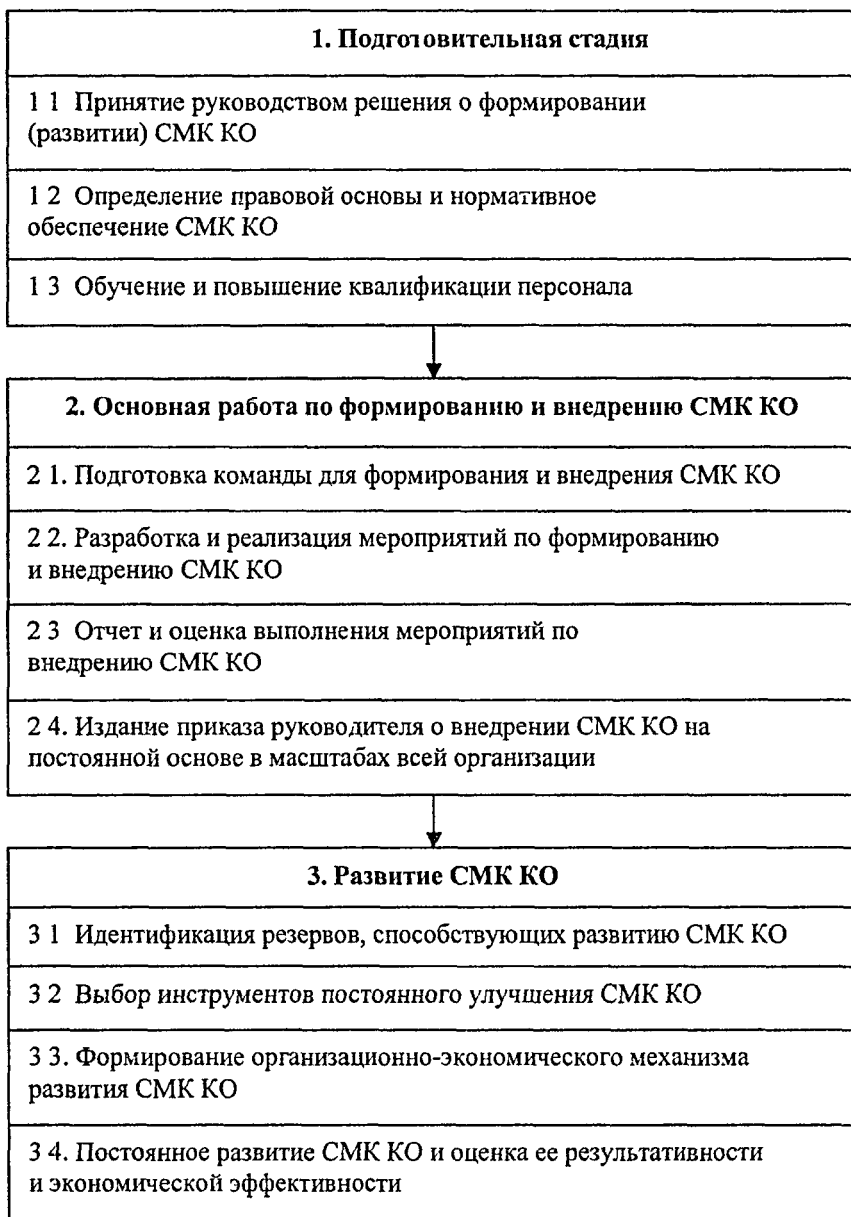 1. Подготовительная стадия
1 1 Принятие руководством решения о формировании
(развитии) СМК КО
1 2 Определение правовой основы и нормативное
обеспечение СМК КО
1 3 Обучение и повышение квалификации персонала
2. Основная работа по формированию и внедрению СМК КО
2 1. Подготовка команды для формирования и внедрения СМК КО
2 2. Разработка и реализация мероприятий по формированию
и внедрению СМК КО
2 3 Отчет и оценка выполнения мероприятий по
внедрению СМК КО
2 4. Издание приказа руководителя о внедрении СМК КО на
постоянной основе в масштабах всей организации
3. Развитие СМК КО
3 1 Идентификация резервов, способствующих развитию СМК КО
3 2 Выбор инструментов постоянного улучшения СМК КО
3 3. Формирование организационно-экономического механизма
развития СМК КО
3 4. Постоянное развитие СМК КО и оценка ее результативности
и экономической эффективности